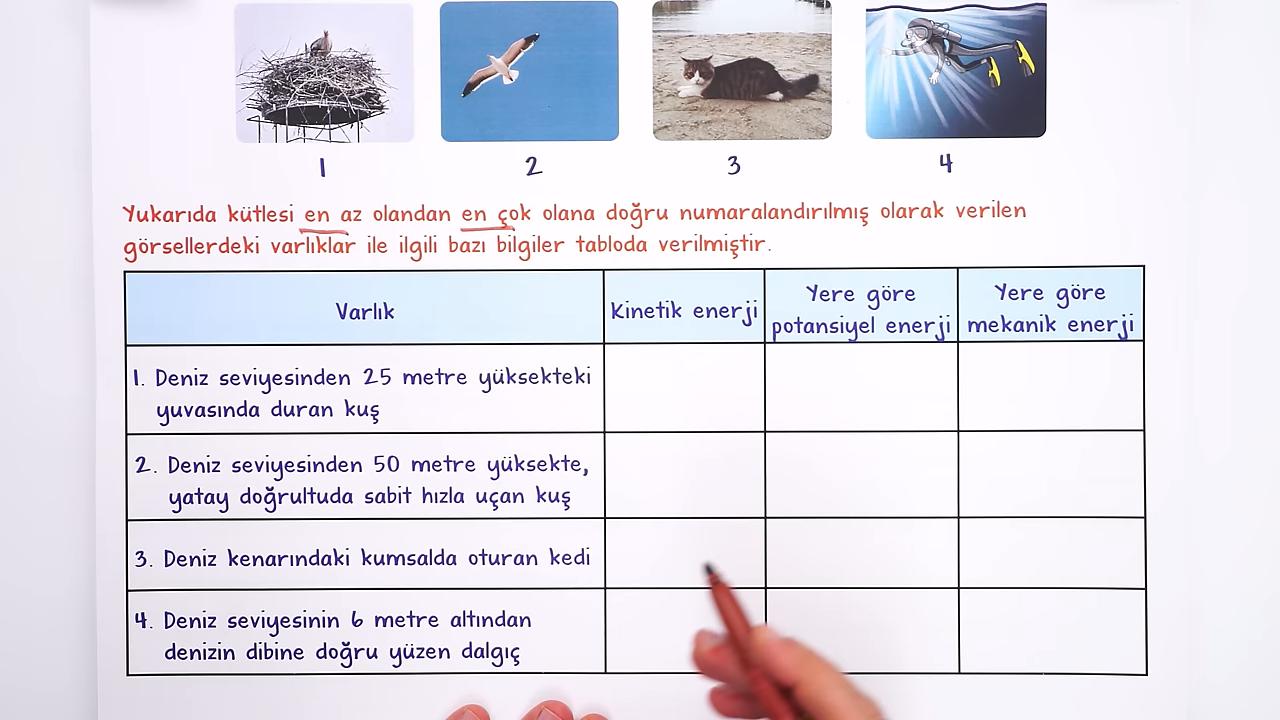 1
2
3
4
Yukarıda kütlesi en az olandan en çok olana doğru numaralandırılmış olarak verilen
görsellerdeki varlıklar ile ilgili bazı bilgiler tabloda verilmiştir.
Varlık
Kinetik enerji
Yere göre
potansiyel enerji
Yere göre
mekanik enerji
1. Deniz seviyesinden 25 metre yüksekteki
yuvasında duran kuş
2. Deniz seviyesinden 50 metre yüksekte,
yatay doğrultuda sabit hızla uçan kuş
3. Deniz kenarındaki kumsalda oturan kedi
4. Deniz seviyesinin 6 metre altından
denizin dibine doğru yüzen dalgıç